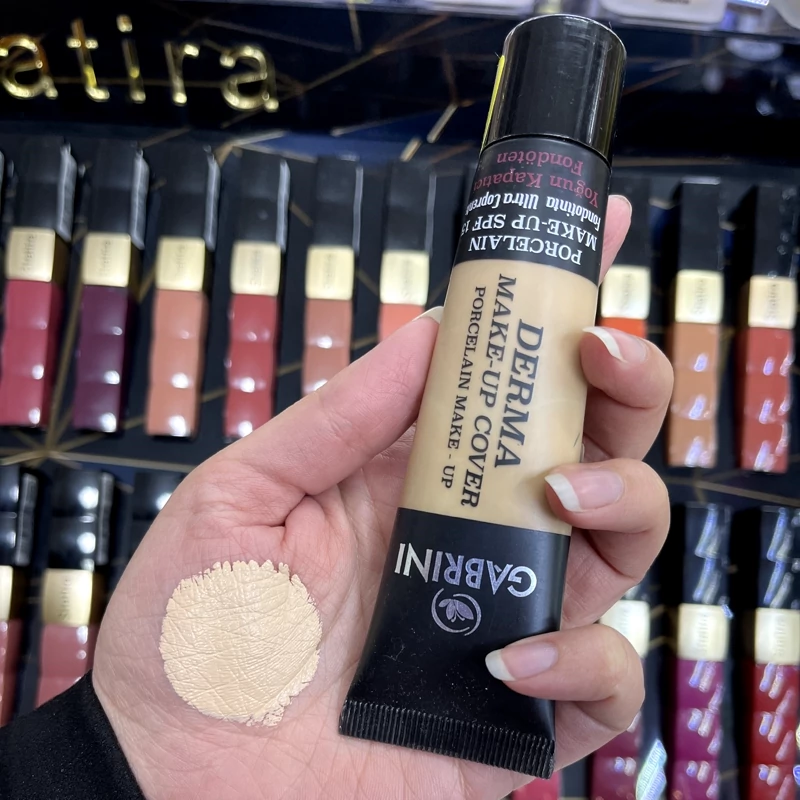 atira
GABRINI
DERMA
MAKE-UP COVER
PORCELAIN MAKE - UP
PORCELAIN
MAKE-UP SPF 15
Fondotinta Ultra Coprente
Yoğun Kapatıcı
Fondöten